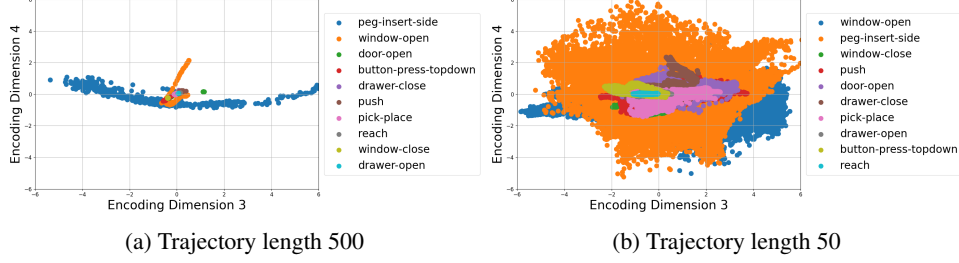 Encoding Dimension 4
6
4
2
0
−2
−4
−6
−6
−4
−2
0
2
4
6
Encoding Dimension 3
peg-insert-side
window-open
door-open
button-press-topdown
drawer-close
push
pick-place
reach
window-close
drawer-open
(a) Trajectory length 500
Encoding Dimension 4
6
4
2
0
−2
−4
−6
−6
−4
−2
0
2
4
6
Encoding Dimension 3
window-open
peg-insert-side
window-close
push
door-open
drawer-close
pick-place
drawer-open
button-press-topdown
reach
(b) Trajectory length 50